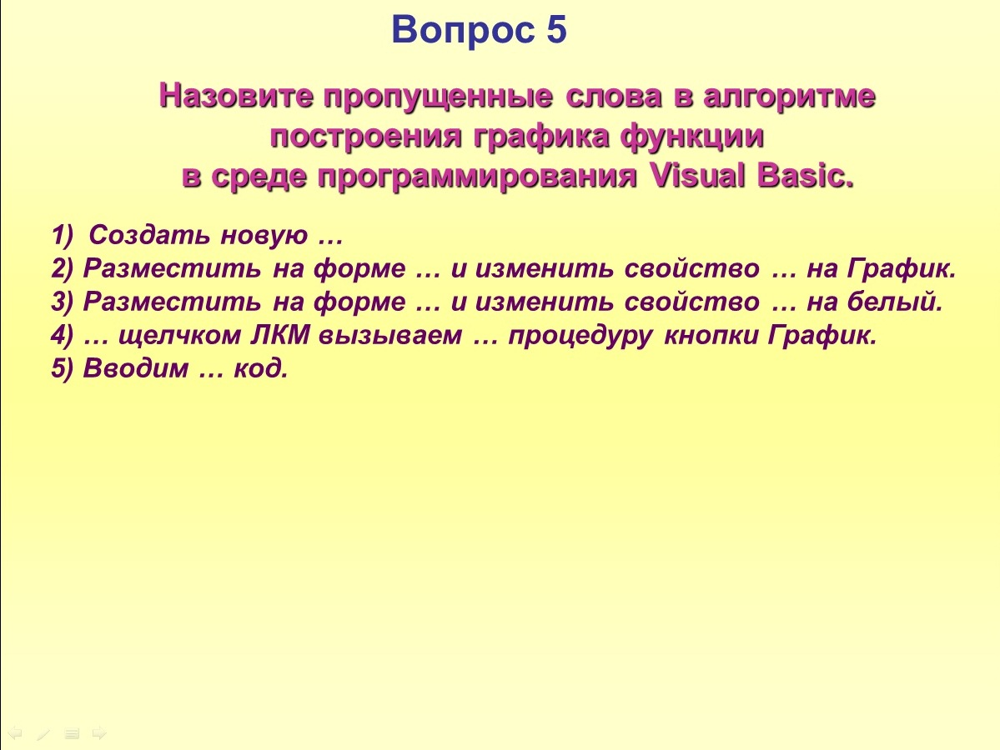 Вопрос 5
Назовите пропущенные слова в алгоритме
построения графика функции
в среде программирования Visual Basic.
1) Создать новую …
2) Разместить на форме … и изменить свойство … на График.
3) Разместить на форме … и изменить свойство … на белый.
4) … щелчком ЛКМ вызываем … процедуру кнопки График.
5) Вводим … код.